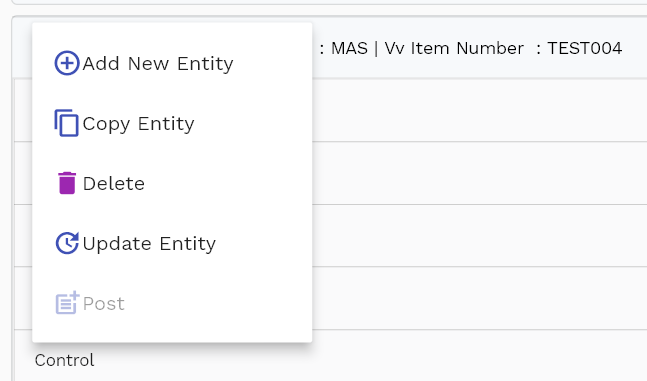 : MAS | Vv Item Number : TEST004
Add New Entity
Copy Entity
Delete
Update Entity
Post
Control